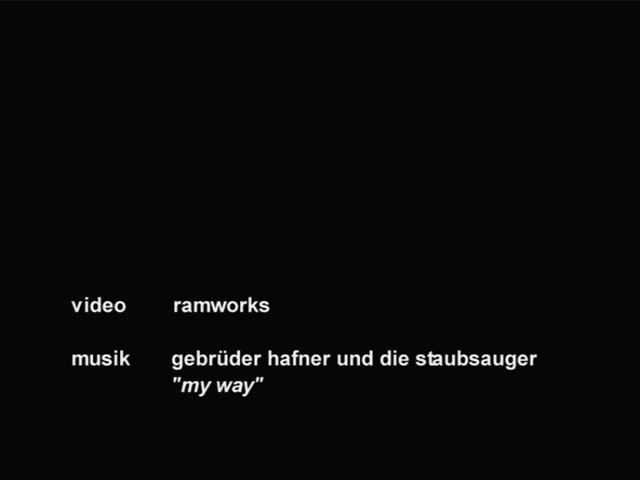 video ramworks
musik gebrüder hafner und die staubsauger
"my way"